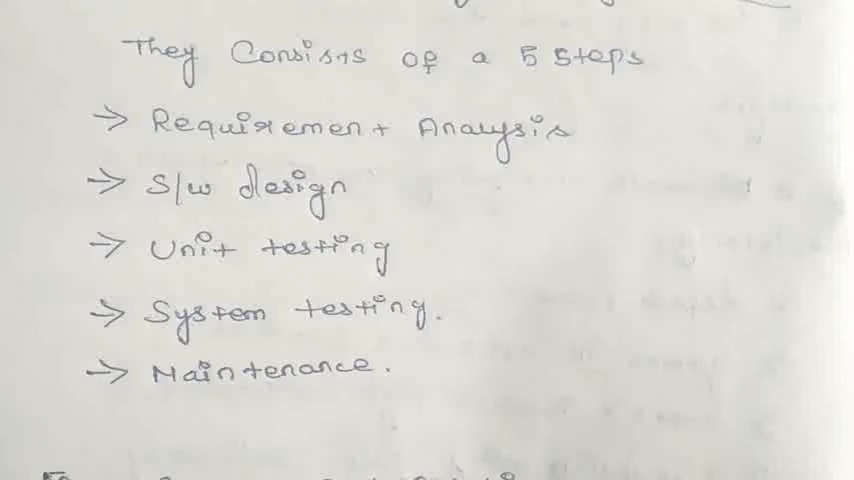 They Consists of a 5 Steps
→ Requirement Analysis
→ S/w design
→ Unit testing
→ System testing.
→ Maintenance.